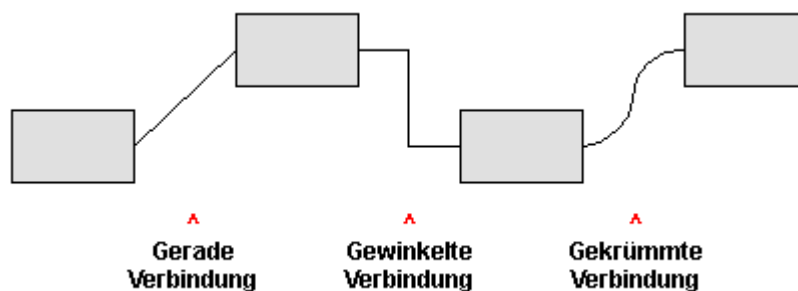 ^ ^ ^
Gerade Gewinkelte Gekrümmte
Verbindung Verbindung Verbindung